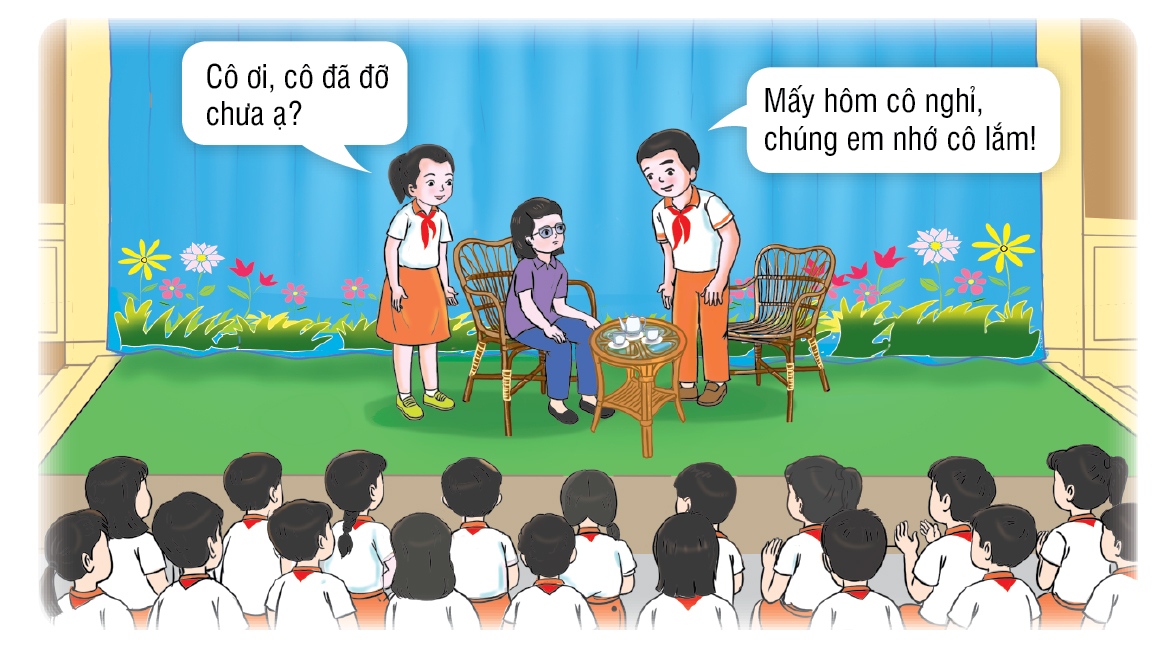 Cô ơi, cô đã đỡ
chưa ạ?
Mấy hôm cô nghỉ,
chúng em nhớ cô lắm!